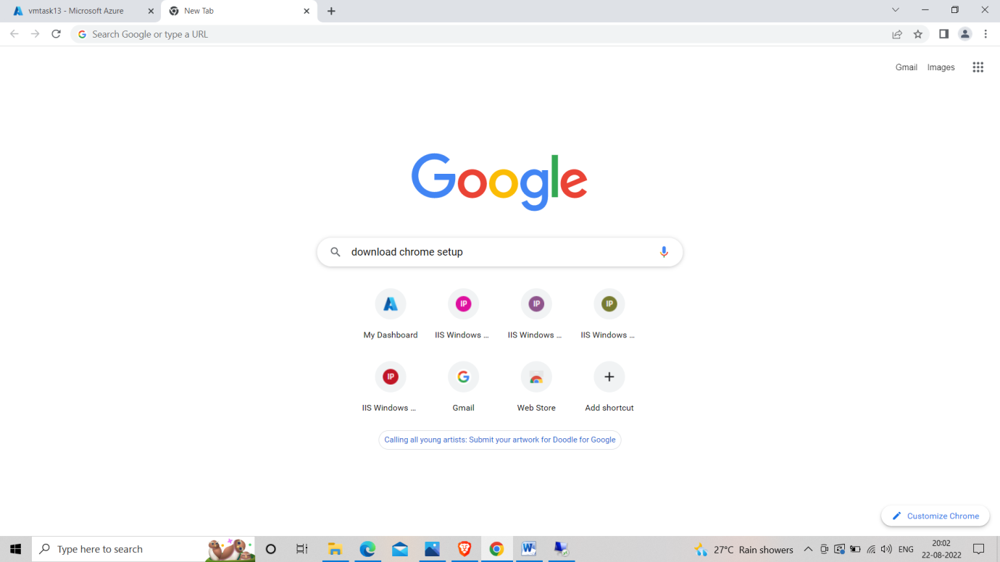 vmtask13 - Microsoft Azure
New Tab
Search Google or type a URL
Gmail Images
Google
download chrome setup
My Dashboard
IIS Windows ...
IIS Windows ...
IIS Windows ...
IIS Windows ...
Gmail
Web Store
Add shortcut
Calling all young artists: Submit your artwork for Doodle for Google
Customize Chrome
Type here to search
27°C Rain showers
ENG
20:02
22-08-2022